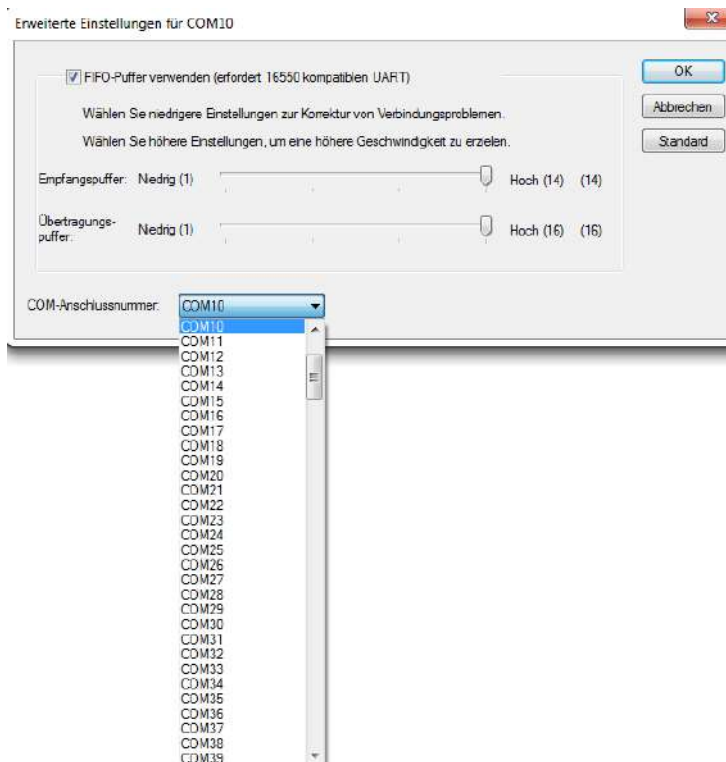 Erweiterte Einstellungen für COM10
FIFO-Puffer verwenden (erfordert 16550 kompatiblen UART)
OK
Wählen Sie niedrigere Einstellungen zur Korrektur von Verbindungsproblemen.
Abbrechen
Wählen Sie höhere Einstellungen, um eine höhere Geschwindigkeit zu erzielen.
Standard
Empfangspuffer: Niedrig (1) Hoch (14) (14)
Übertragungs-
puffer: Niedrig (1) Hoch (16) (16)
COM-Anschlussnummer: COM10
COM10
COM11
COM12
COM13
COM14
COM15
COM16
COM17
COM18
COM19
COM20
COM21
COM22
COM23
COM24
COM25
COM26
COM27
COM28
COM29
COM30
COM31
COM32
COM33
COM34
COM35
COM36
COM37
COM38
COM39